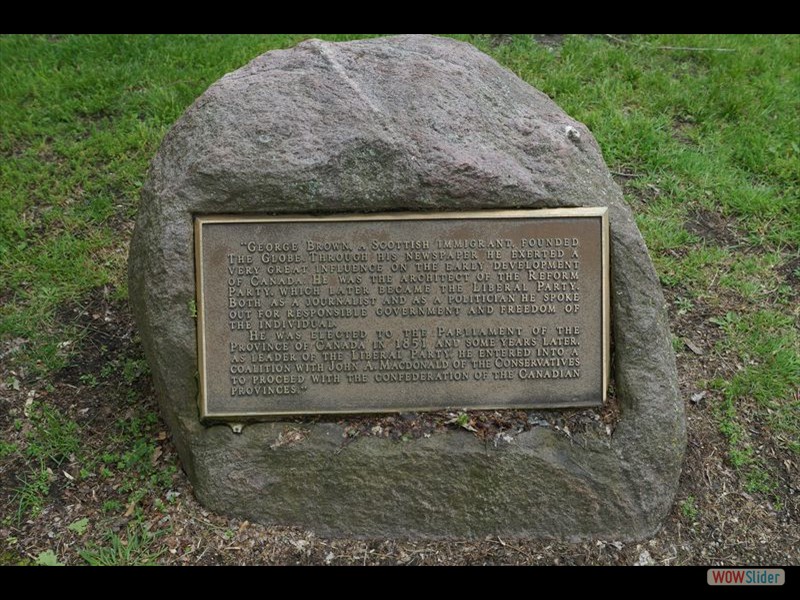 "George Brown, a Scottish immigrant, founded
The Globe. Through his newspaper he exerted a
very great influence on the early development
of Canada. He was the architect of the Reform
Party, which later became the Liberal Party.
Both as a journalist and as a politician he spoke
out for responsible government and freedom of
the individual.
He was elected to the Parliament of the
Province of Canada in 1851 and some years later,
as leader of the Liberal Party, he entered into a
coalition with John A. Macdonald of the Conservatives
to proceed with the confederation of the Canadian
provinces."
WOWSlider